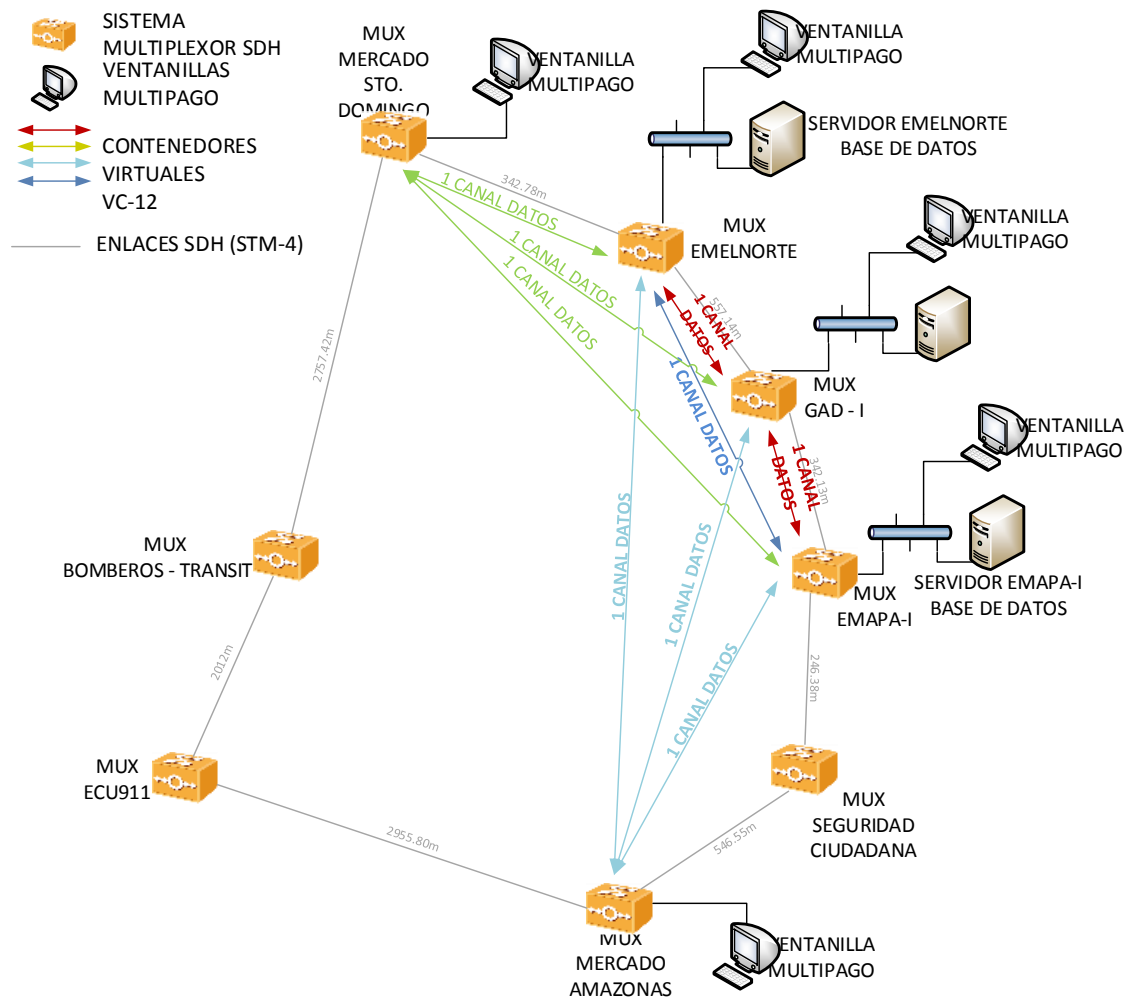 SISTEMA
MULTIPLEXOR SDH
VENTANILLAS
MULTIPAGO
CONTENEDORES
VIRTUALES
VC-12
ENLACES SDH (STM-4)
MUX
MERCADO
STO.
DOMINGO
VENTANILLA
MULTIPAGO
VENTANILLA
MULTIPAGO
SERVIDOR EMELNORTE
BASE DE DATOS
MUX
EMELNORTE
VENTANILLA
MULTIPAGO
MUX
GAD - I
VENTANILLA
MULTIPAGO
SERVIDOR EMAPA-I
BASE DE DATOS
MUX
EMAPA-I
MUX
SEGURIDAD
CIUDADANA
MUX
MERCADO
AMAZONAS
VENTANILLA
MULTIPAGO
MUX
ECU911
MUX
BOMBEROS - TRANSIT
342.78m
557.14m
342.13m
246.38m
546.55m
2955.80m
2012m
2757.42m
1 CANAL DATOS
1 CANAL DATOS
1 CANAL DATOS
1 CANAL
DATOS
1 CANAL DATOS
1 CANAL
DATOS
1 CANAL DATOS
1 CANAL DATOS
1 CANAL DATOS